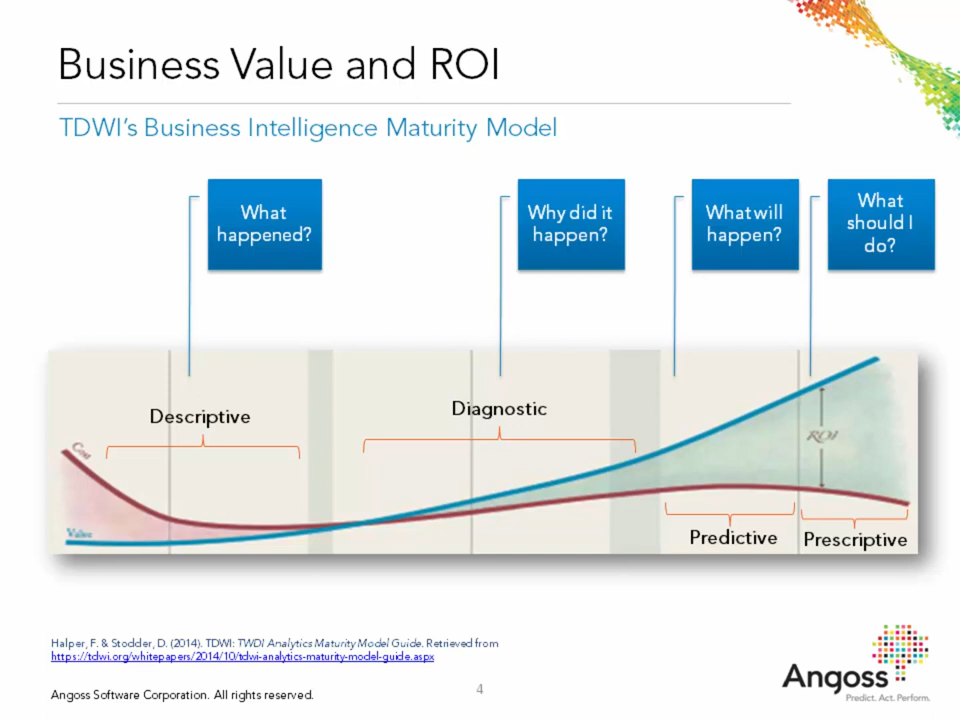 Business Value and ROI
TDWI's Business Intelligence Maturity Model
What
happened?
Why did it
happen?
What will
happen?
What
should I
do?
Descriptive
Diagnostic
Cost
ROI
Value
Predictive
Prescriptive
Halper, F. & Stodder, D. (2014). TDWI: TWDI Analytics Maturity Model Guide. Retrieved from
https://tdwi.org/whitepapers/2014/10/tdwi-analytics-maturity-model-guide.aspx
Angoss Software Corporation. All rights reserved.
4
Angoss
Predict. Act. Perform.